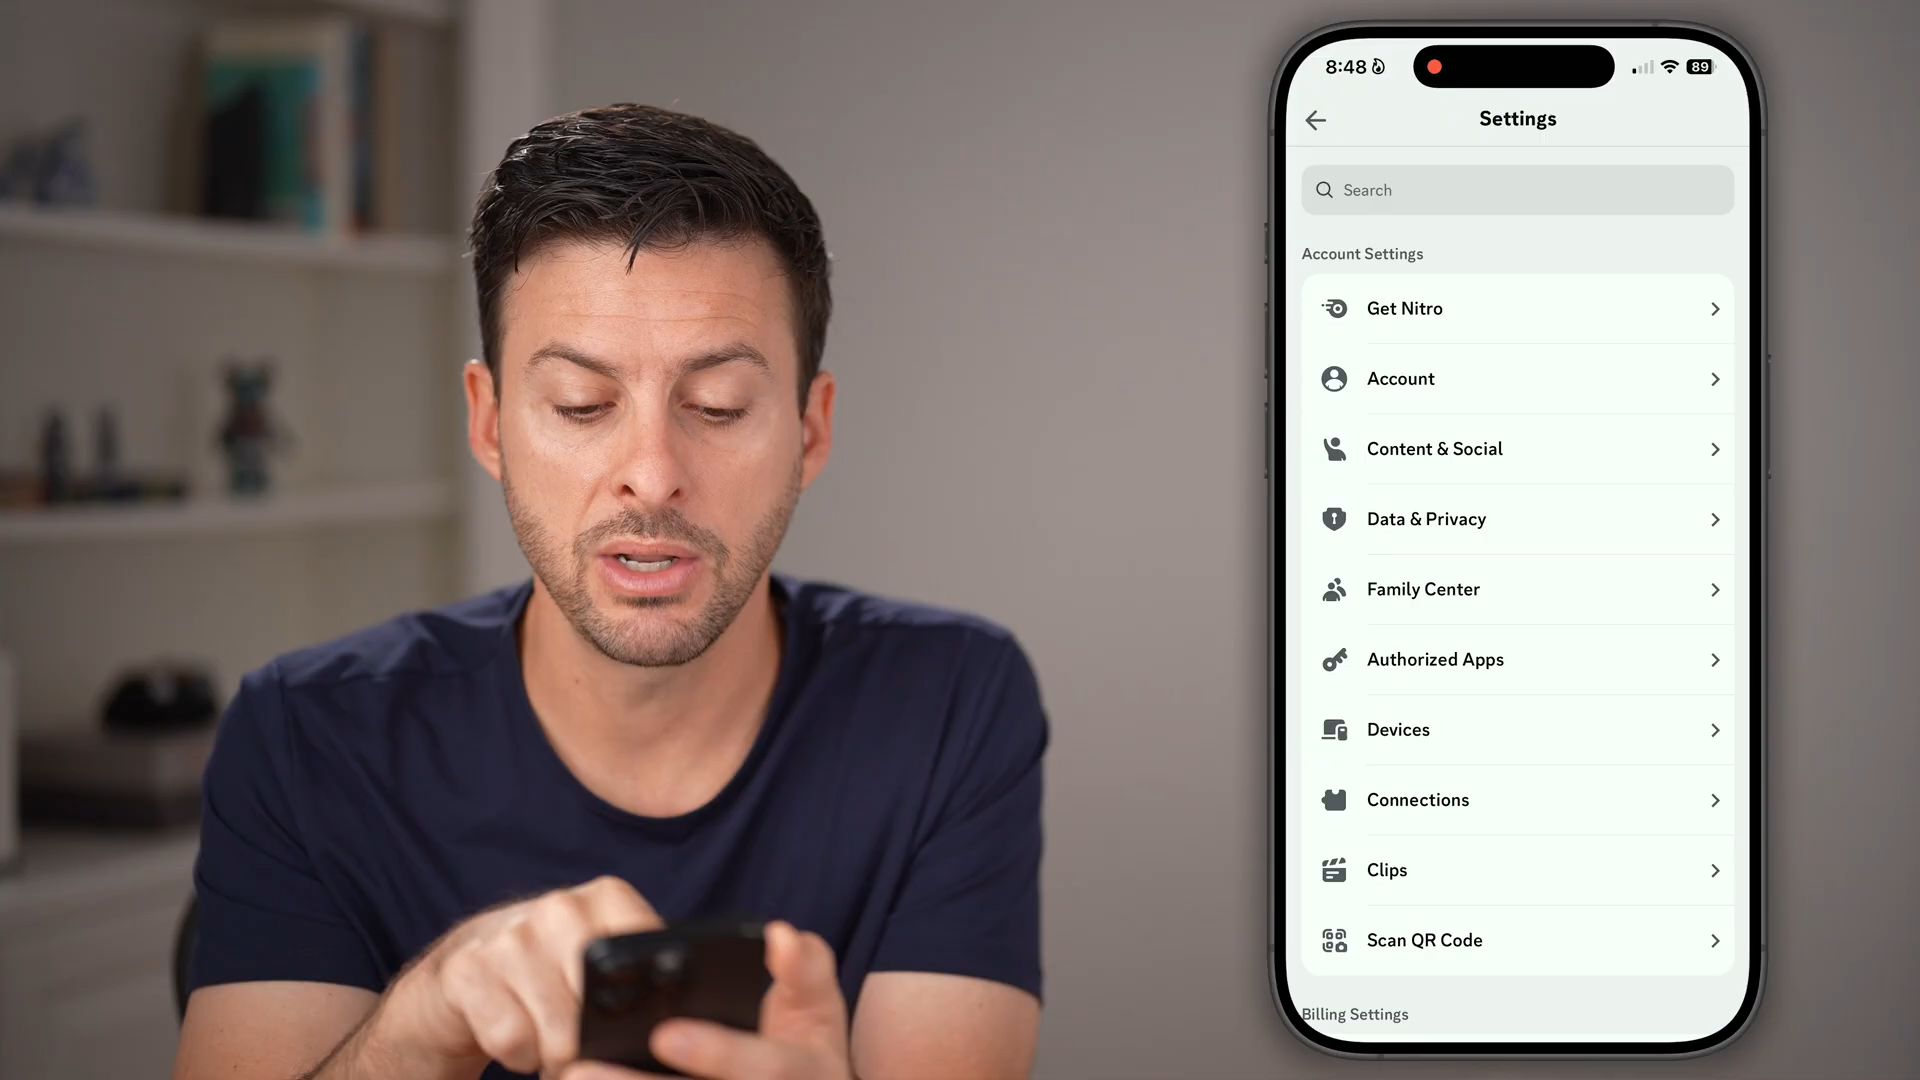 8:48
89
Settings
Search
Account Settings
Get Nitro
Account
Content & Social
Data & Privacy
Family Center
Authorized Apps
Devices
Connections
Clips
Scan QR Code
Billing Settings